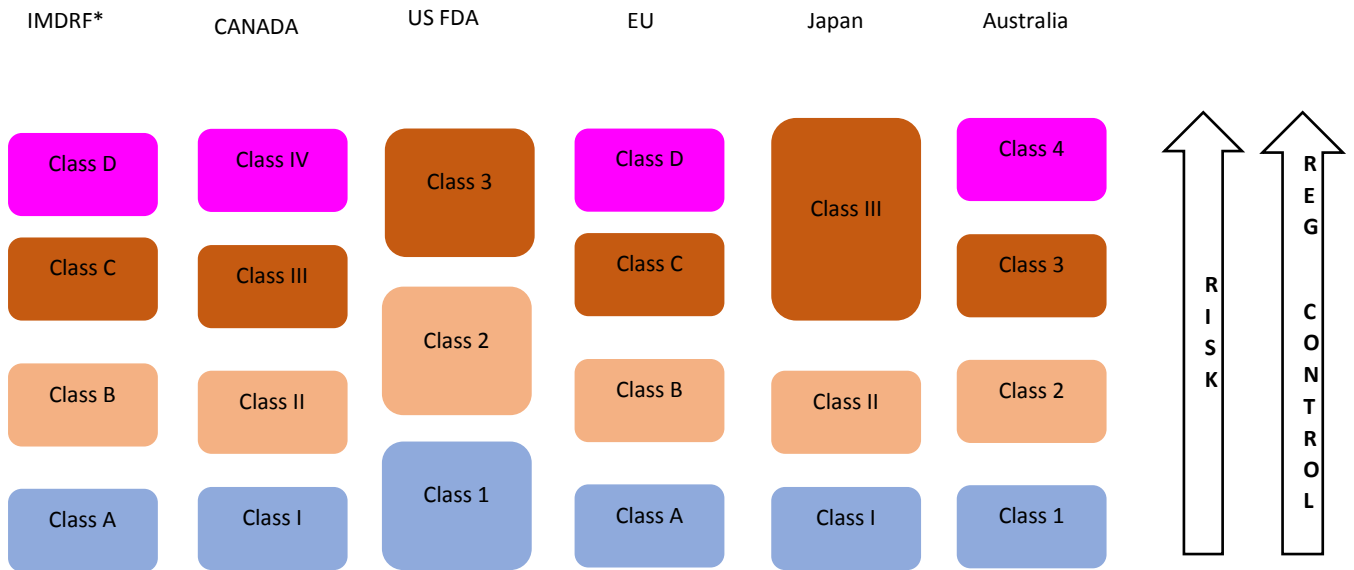 IMDRF*
CANADA
US FDA
EU
Japan
Australia
Class D
Class IV
Class 3
Class D
Class III
Class 4
Class C
Class III
Class 2
Class C
Class 3
Class B
Class II
Class 1
Class B
Class II
Class 2
Class A
Class I
Class A
Class I
Class 1
RISK
REG CONTROL